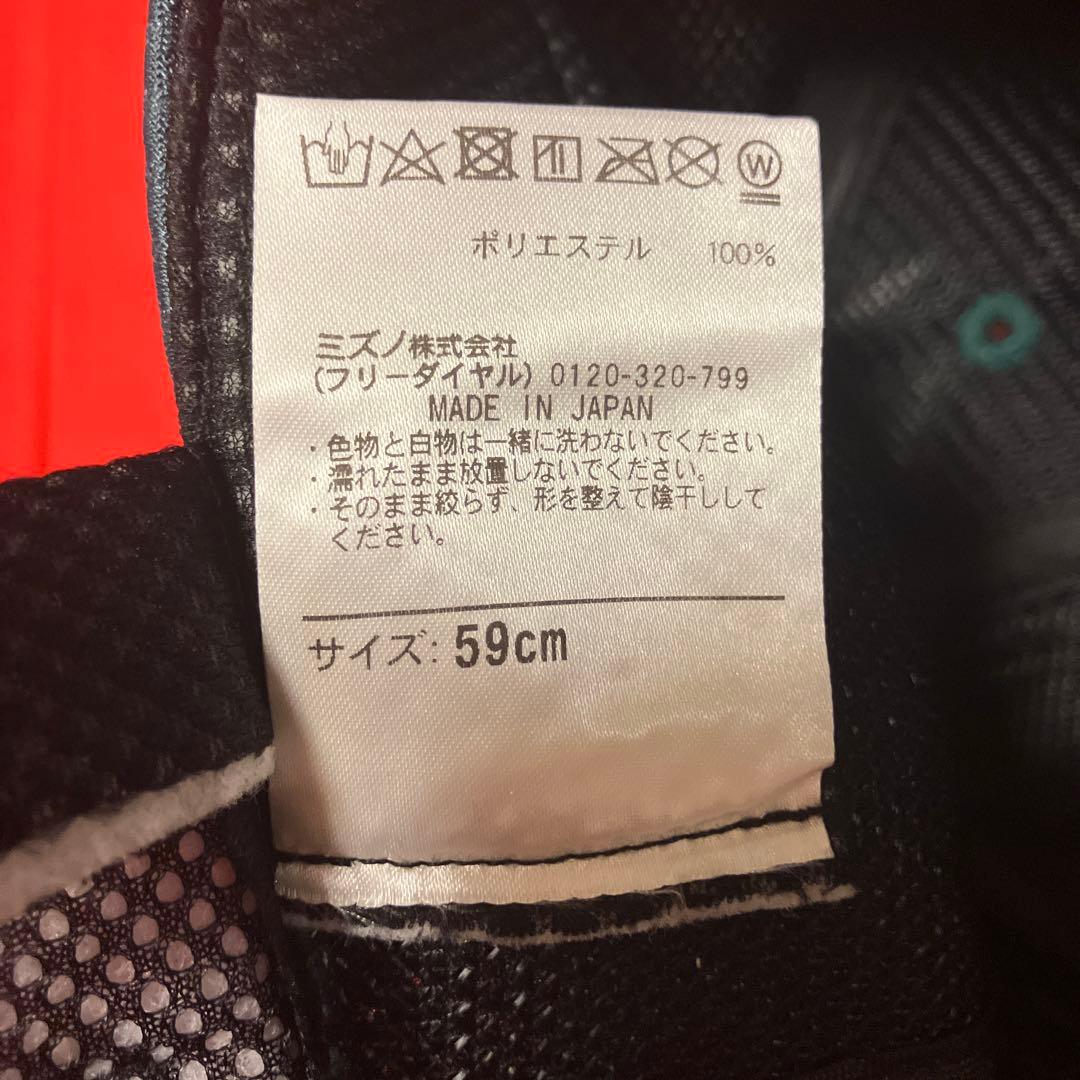 W
ポリエステル 100%
ミズノ株式会社
(フリーダイヤル) 0120-320-799
MADE IN JAPAN
・色物と白物は一緒に洗わないでください。
・濡れたまま放置しないでください。
・そのまま絞らず、形を整えて陰干しして
ください。
サイズ: 59cm